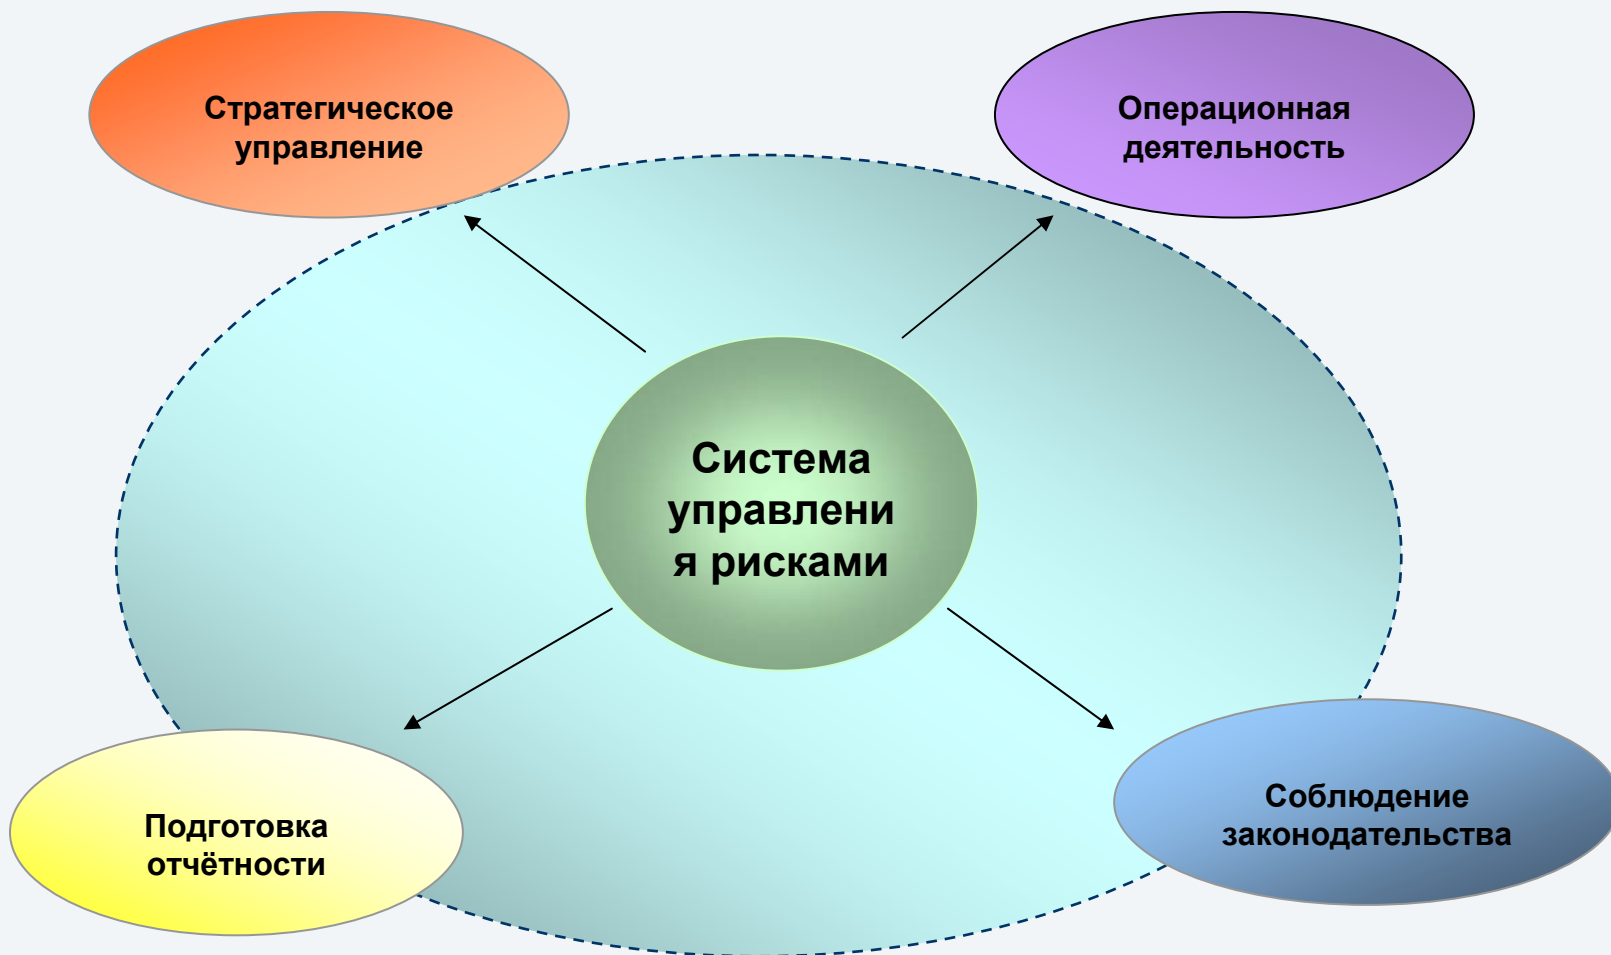 Стратегическое
управление
Операционная
деятельность
Система
управлени
я рисками
Подготовка
отчётности
Соблюдение
законодательства